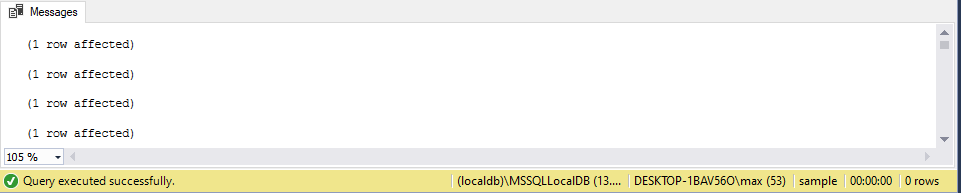 Messages
(1 row affected)
(1 row affected)
(1 row affected)
(1 row affected)
105 %
Query executed successfully.
(localdb)\MSSQLLocalDB (13....
DESKTOP-1BAV56O\max (53)
sample
00:00:00
0 rows